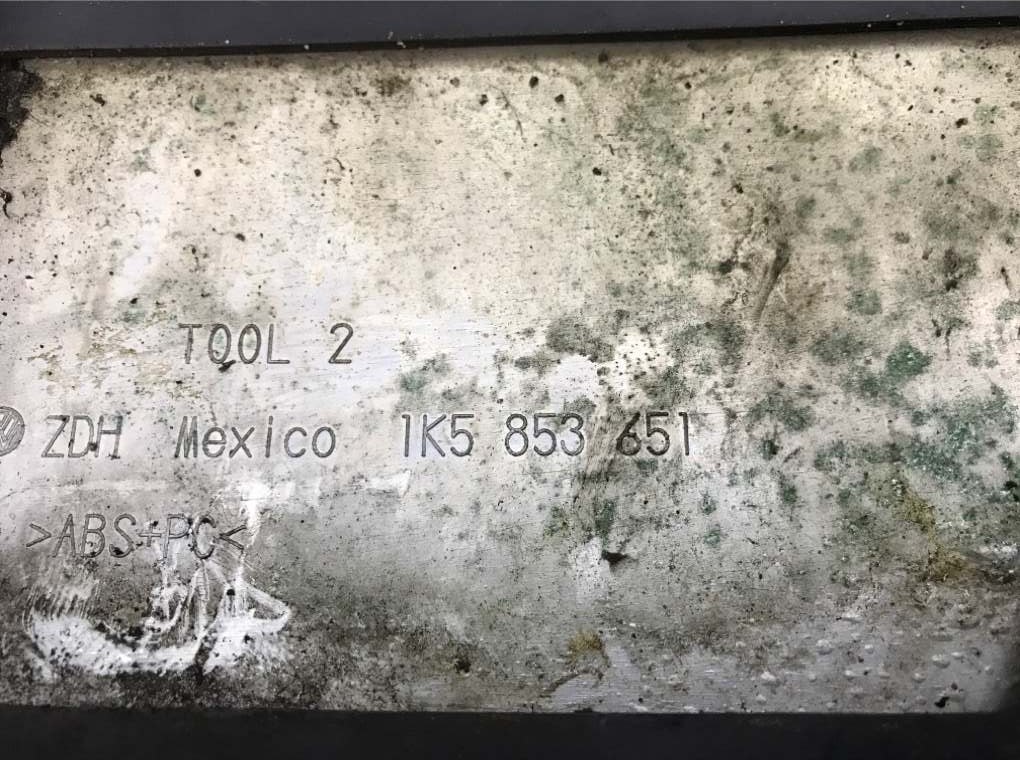 TOOL 2
ZDH Mexico 1K5 853 651
>ABS+PC<